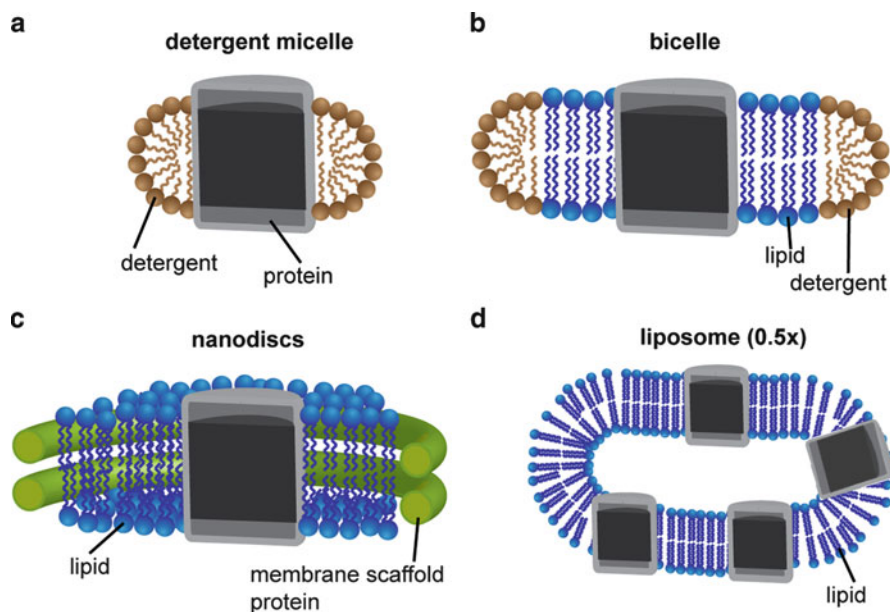 a
detergent micelle
detergent
protein
b
bicelle
lipid
detergent
c
nanodiscs
lipid
membrane scaffold
protein
d
liposome (0.5x)
lipid